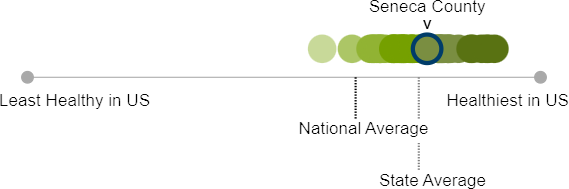 Seneca County
v
Least Healthy in US
Healthiest in US
National Average
State Average